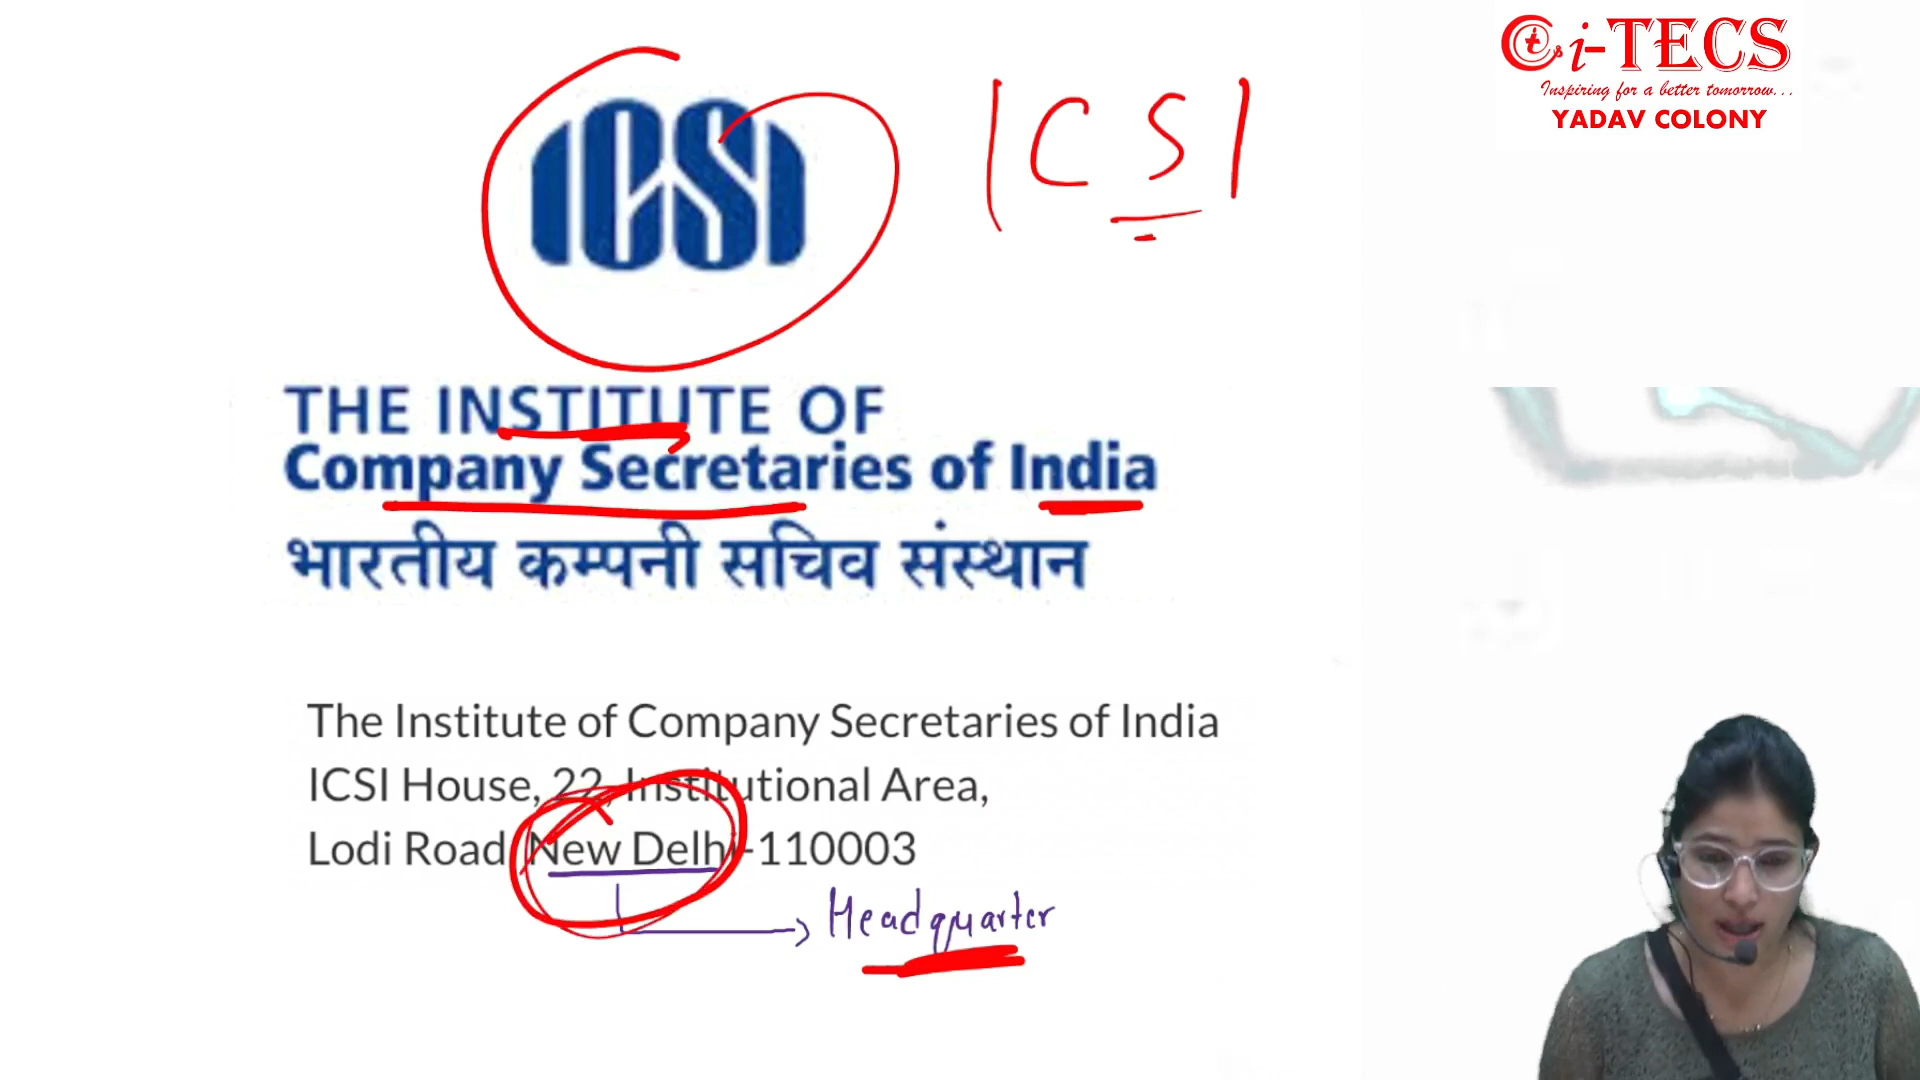 ICSI
ICSI
i-TECS
Inspiring for a better tomorrow...
YADAV COLONY
THE INSTITUTE OF
Company Secretaries of India
भारतीय कम्पनी सचिव संस्थान
The Institute of Company Secretaries of India
ICSI House, 22, Institutional Area,
Lodi Road, New Delhi-110003
Headquarter